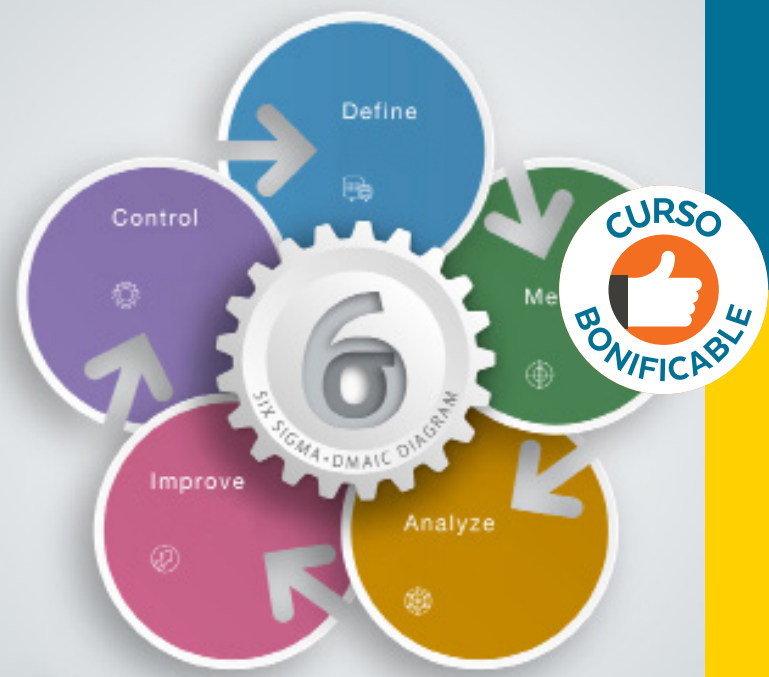 Define
Control
Me
CURSO
BONIFICABLE
6σ
SIX SIGMA-DMAIC DIAGRAM
Improve
Analyze